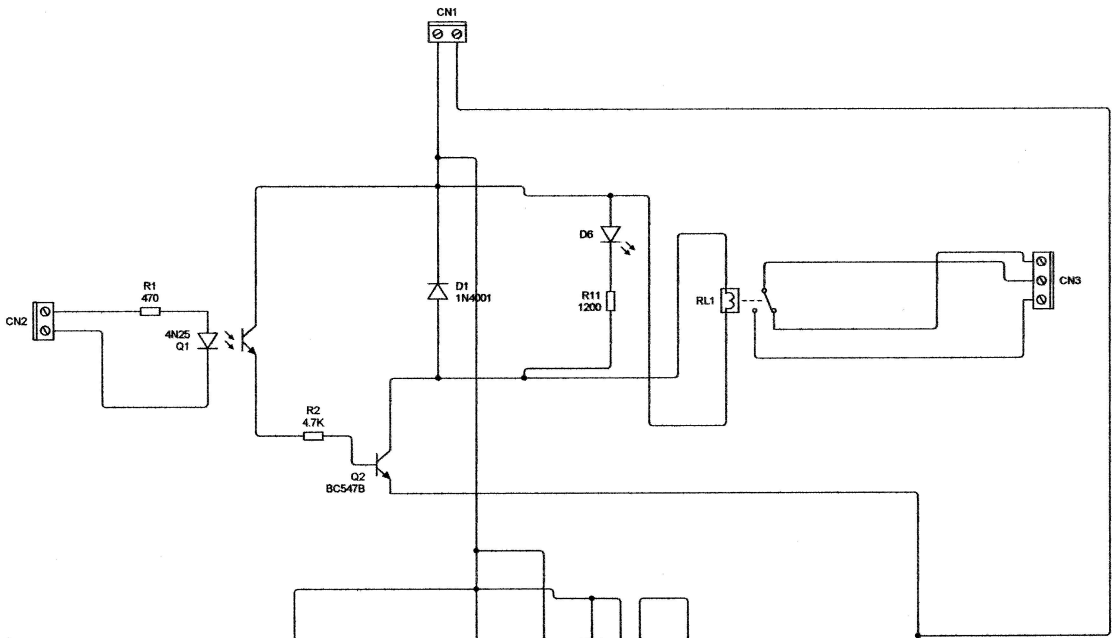 CN1
D6
D1
1N4001
R11
1200
RL1
CN3
R1
470
CN2
4N25
Q1
R2
4.7K
Q2
BC547B